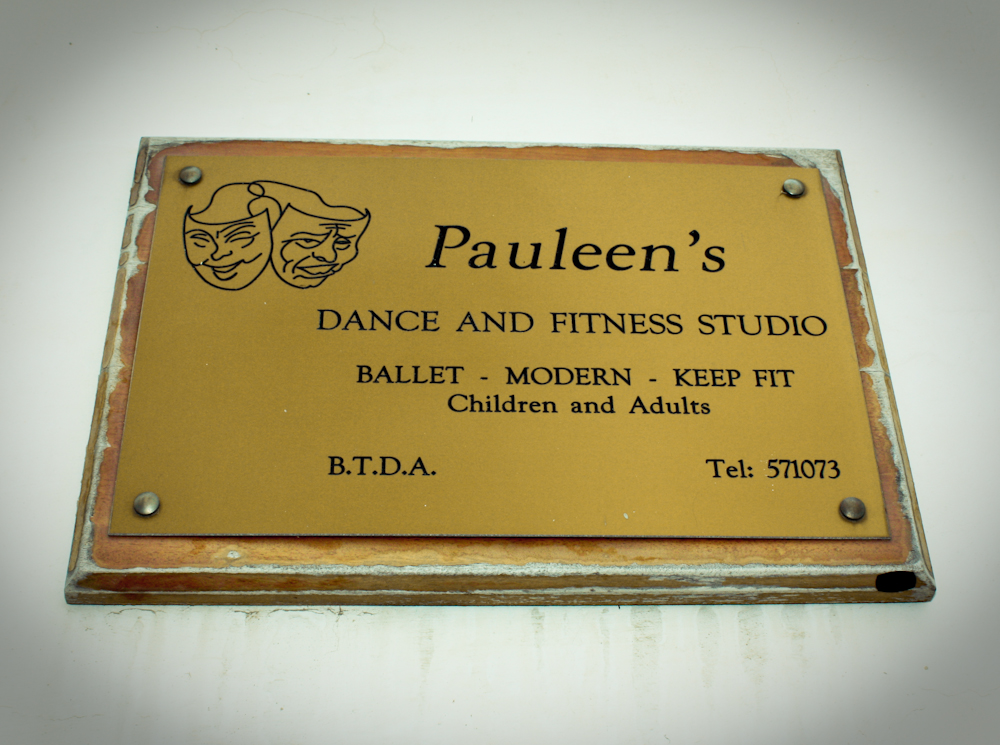 Pauleen's
DANCE AND FITNESS STUDIO
BALLET - MODERN - KEEP FIT
Children and Adults
B.T.D.A. Tel: 571073